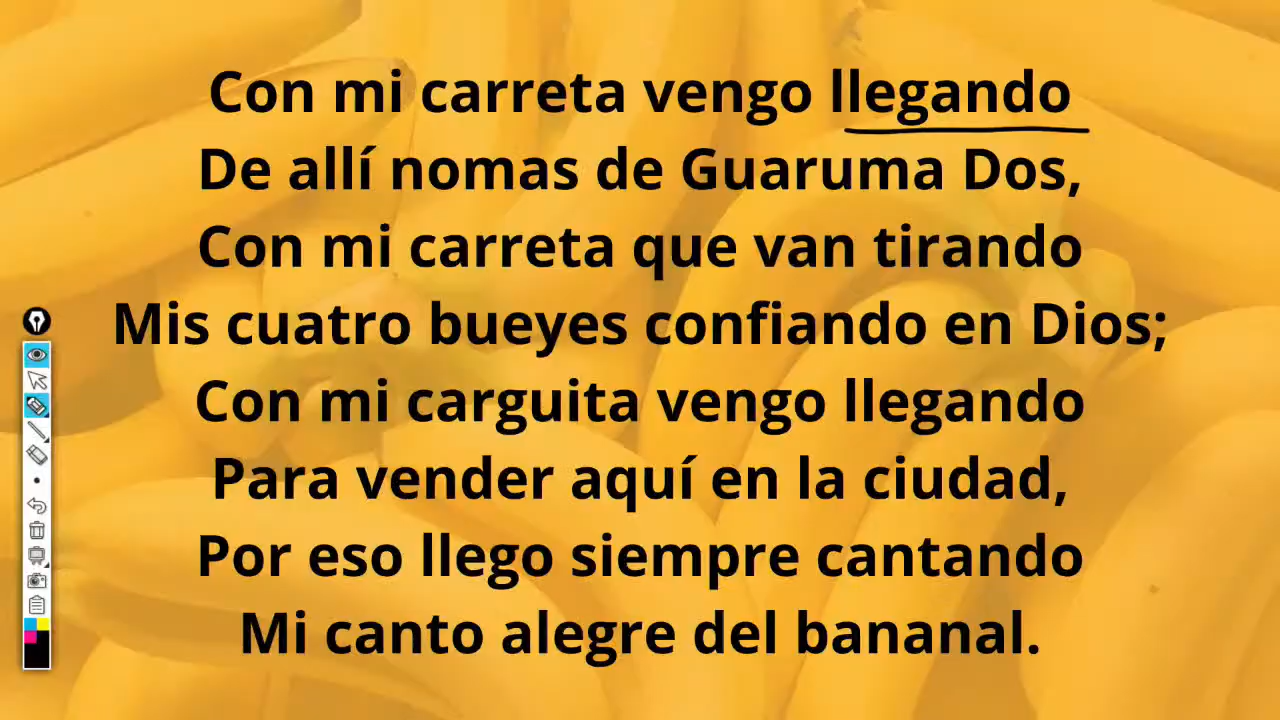 Con mi carreta vengo llegando
De allí nomas de Guaruma Dos,
Con mi carreta que van tirando
Mis cuatro bueyes confiando en Dios;
Con mi carguita vengo llegando
Para vender aquí en la ciudad,
Por eso llego siempre cantando
Mi canto alegre del bananal.